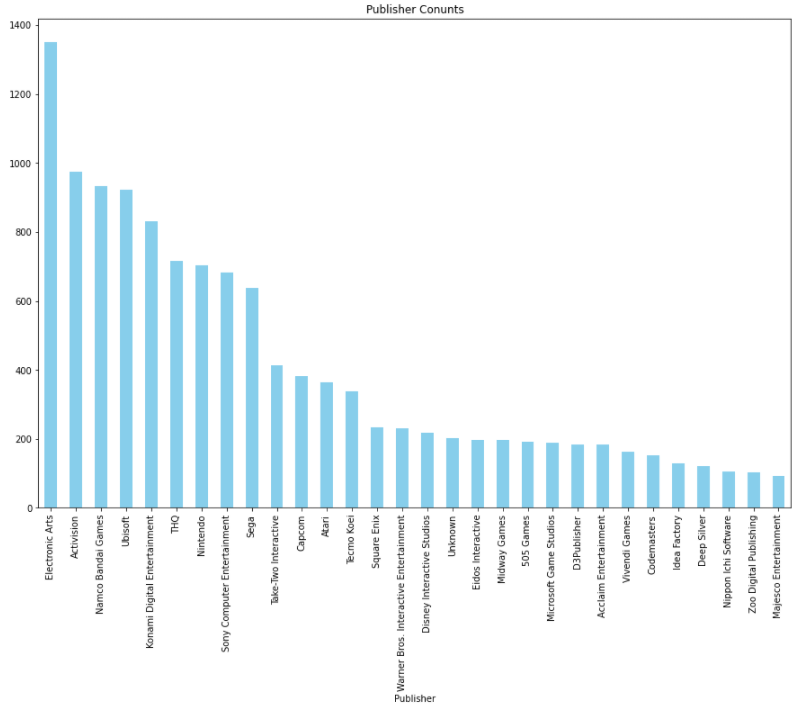 Publisher Conunts
1400
1200
1000
800
600
400
200
0
Electronic Arts
Activision
Namco Bandai Games
Ubisoft
Konami Digital Entertainment
THQ
Nintendo
Sony Computer Entertainment
Sega
Take-Two Interactive
Capcom
Atari
Tecmo Koei
Square Enix
Warner Bros. Interactive Entertainment
Disney Interactive Studios
Unknown
Eidos Interactive
Midway Games
505 Games
Microsoft Game Studios
D3Publisher
Acclaim Entertainment
Vivendi Games
Codemasters
Idea Factory
Deep Silver
Nippon Ichi Software
Zoo Digital Publishing
Majesco Entertainment
Publisher